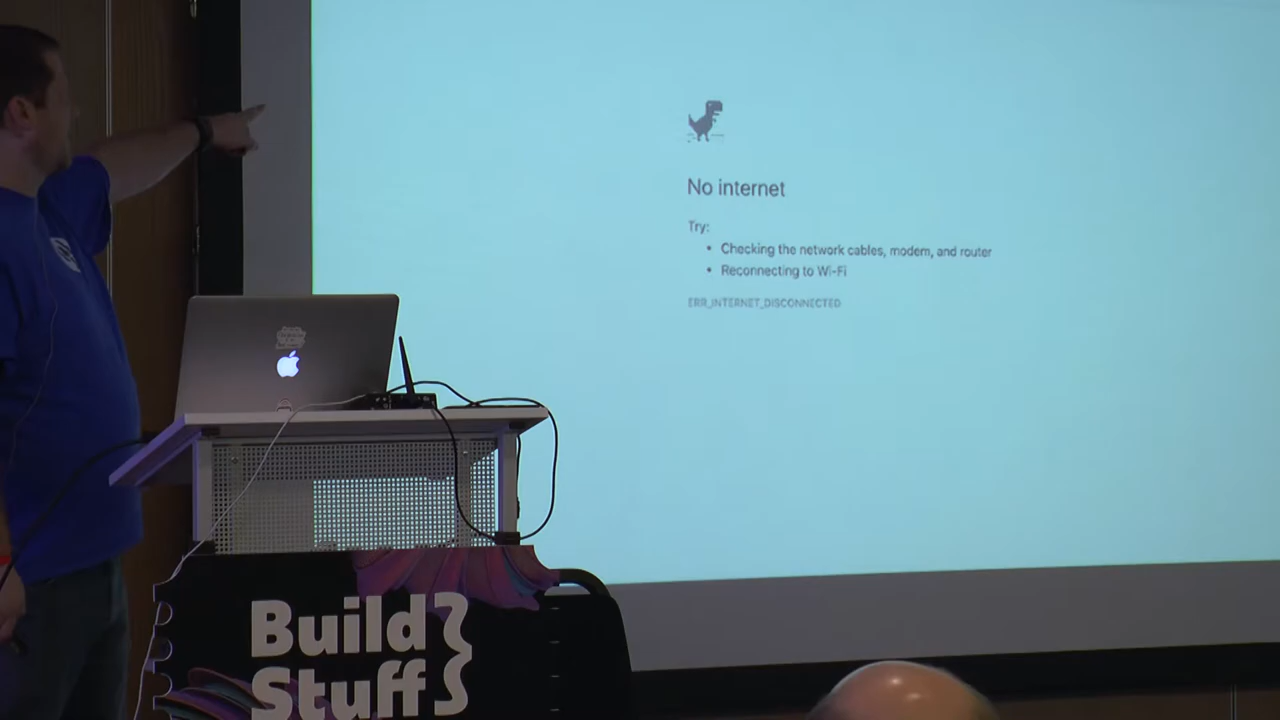 No internet
Try:
• Checking the network cables, modem, and router
• Reconnecting to Wi-Fi
ERR_INTERNET_DISCONNECTED
Build
Stuff